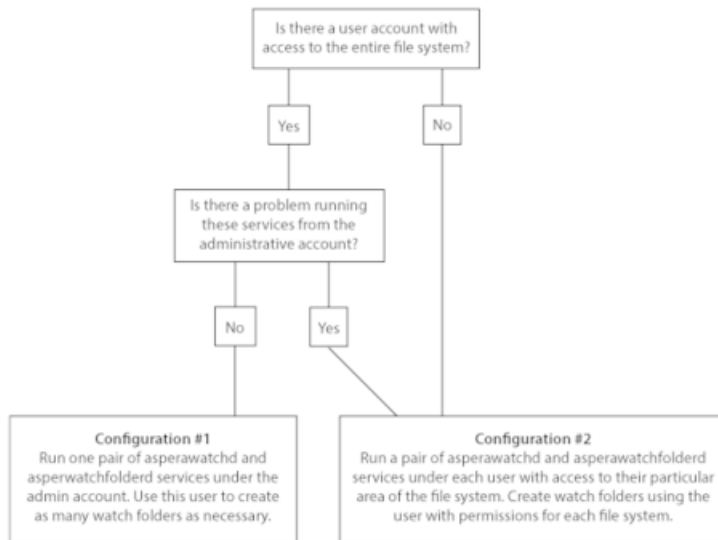 Is there a user account with
access to the entire file system?
Yes
No
Is there a problem running
these services from the
administrative account?
No
Yes
Configuration #1
Run one pair of asperawatchd and
asperwatchfolderd services under the
admin account. Use this user to create
as many watch folders as necessary.
Configuration #2
Run a pair of asperawatchd and asperawatchfolderd
services under each user with access to their particular
area of the file system. Create watch folders using the
user with permissions for each file system.